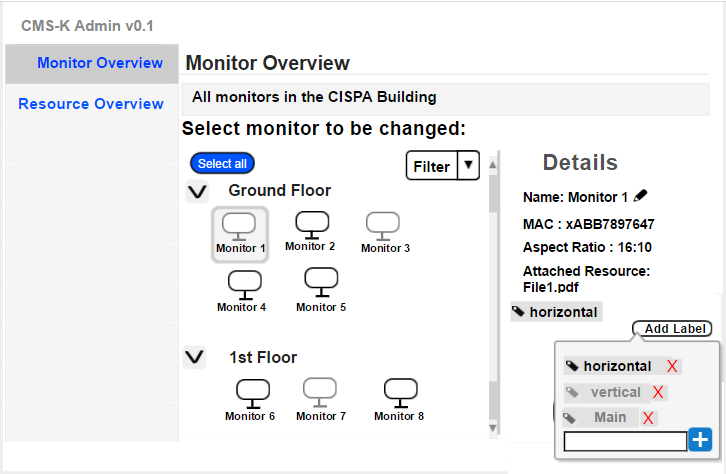 CMS-K Admin v0.1
Monitor Overview
Resource Overview
Monitor Overview
All monitors in the CISPA Building
Select monitor to be changed:
Select all
Filter
Ground Floor
Monitor 1
Monitor 2
Monitor 3
Monitor 4
Monitor 5
1st Floor
Monitor 6
Monitor 7
Monitor 8
Details
Name: Monitor 1
MAC : xABB7897647
Aspect Ratio : 16:10
Attached Resource:
File1.pdf
horizontal
Add Label
horizontal X
vertical X
Main X